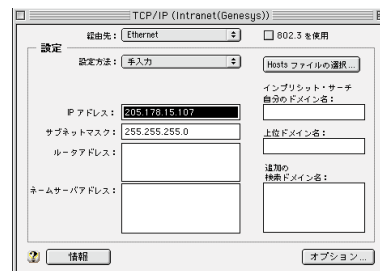 TCP/IP (Intranet(Genesys))
経由先： Ethernet
802.3 を使用
設定
設定方法： 手入力
Hosts ファイルの選択...
インプリシット・サーチ
自分のドメイン名：
IP アドレス： 205.178.15.107
サブネットマスク： 255.255.255.0
上位ドメイン名：
ルータアドレス：
追加の
検索ドメイン名：
ネームサーバアドレス：
? 情報
オプション...